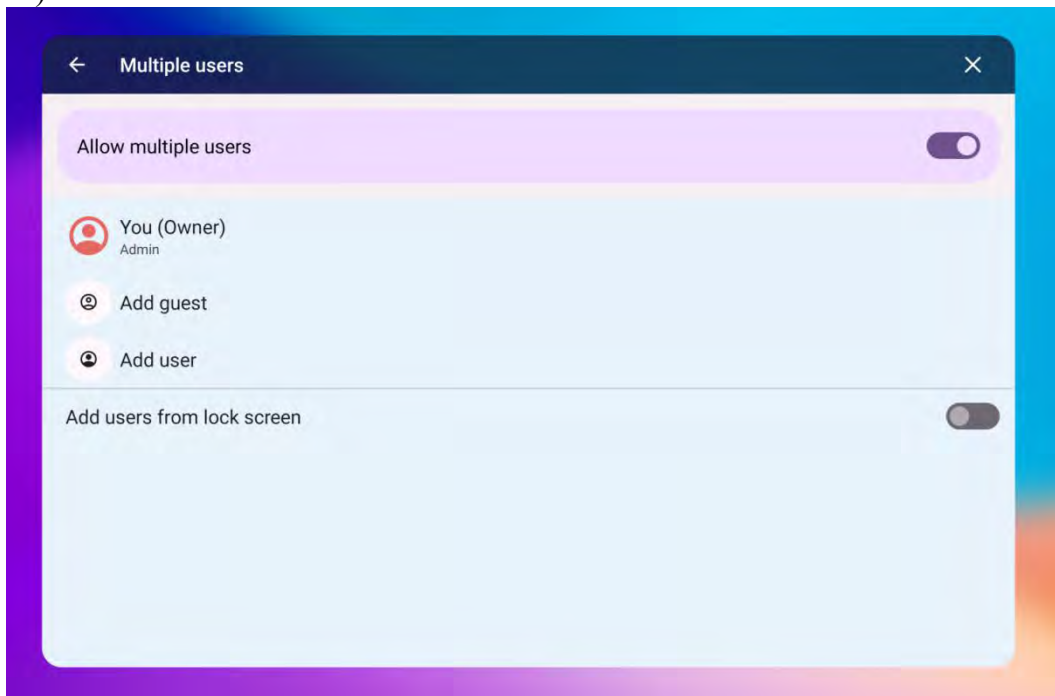 Multiple users
Allow multiple users
You (Owner)
Admin
Add guest
Add user
Add users from lock screen